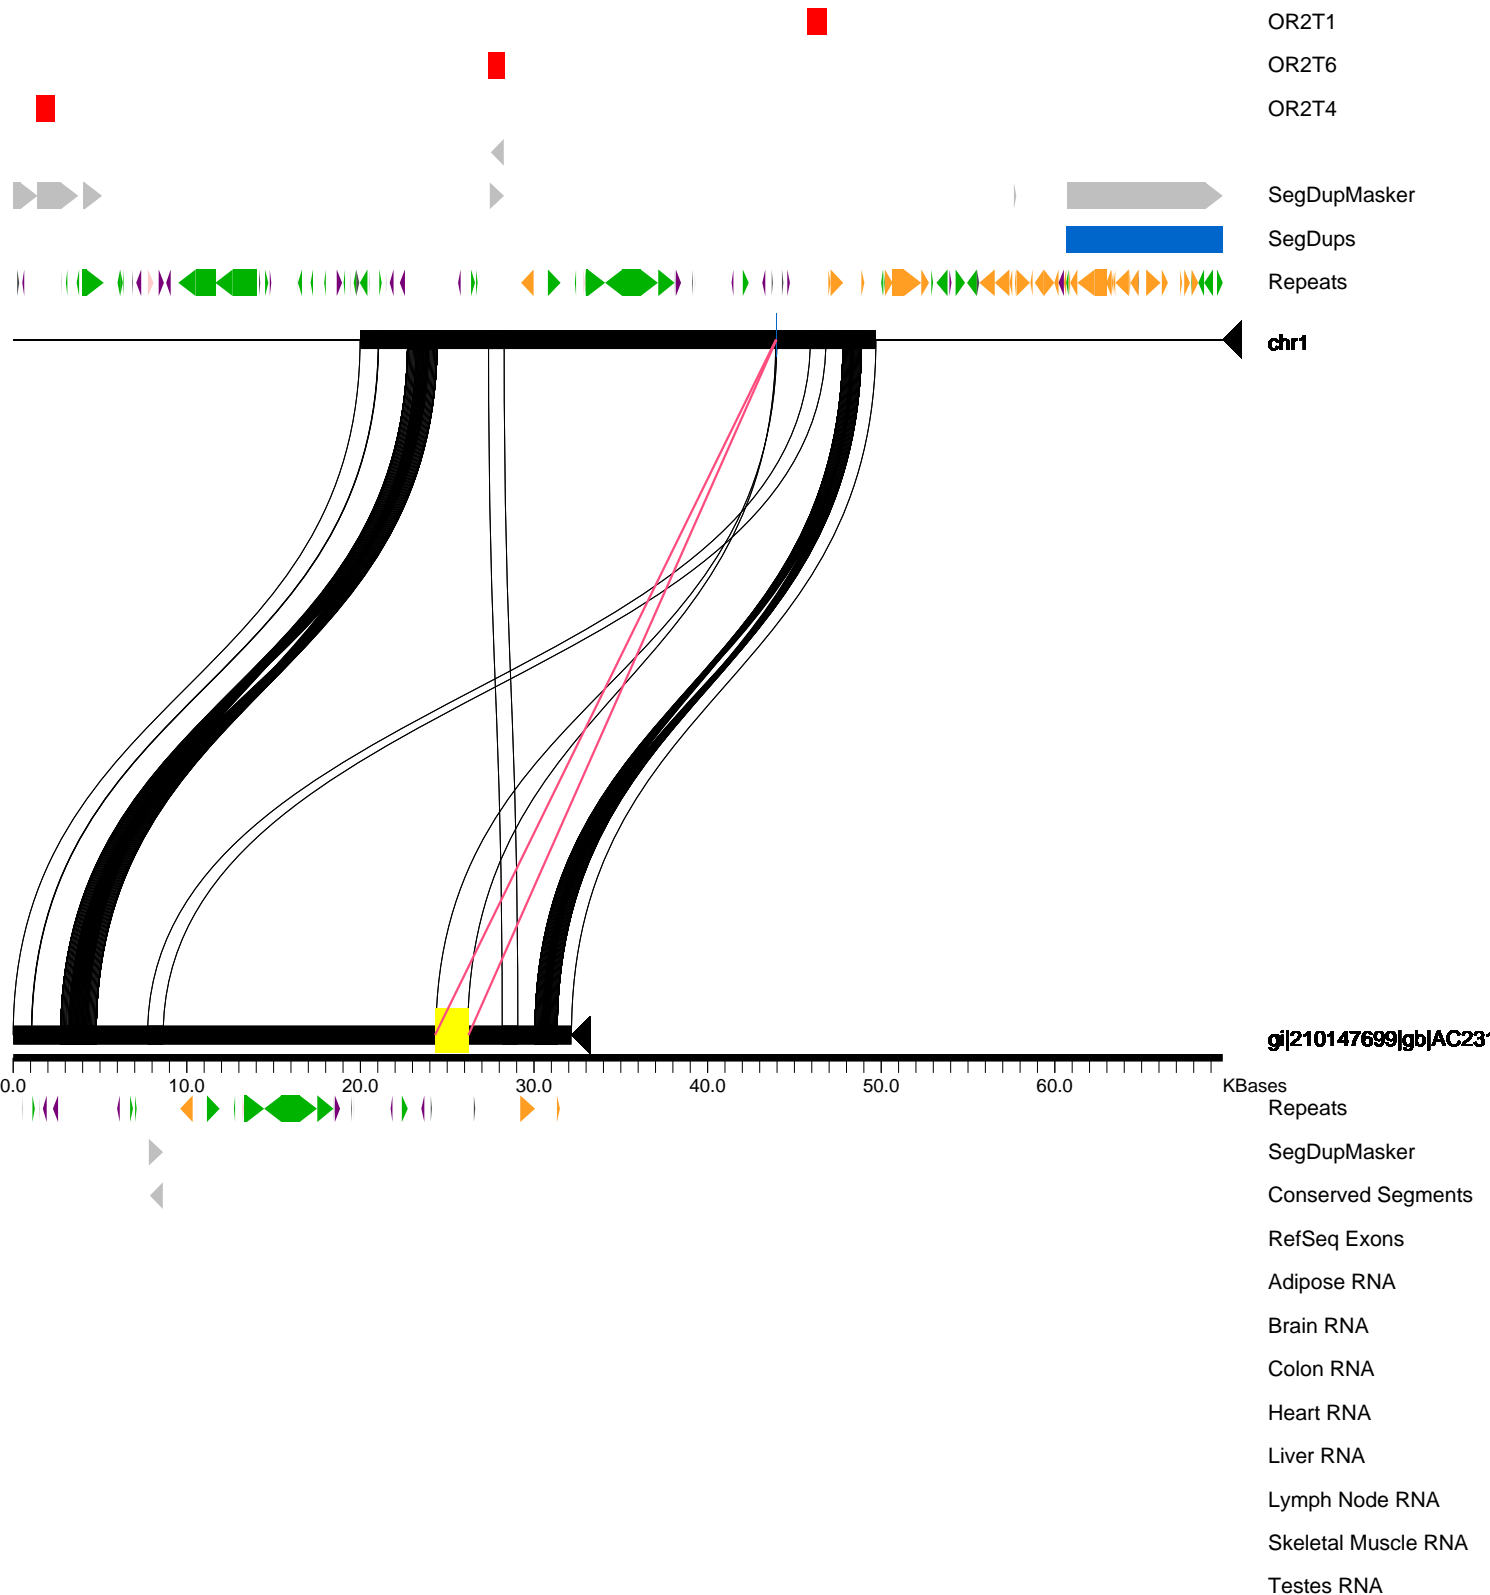 OR2T1
OR2T6
OR2T4
SegDupMasker
SegDups
Repeats
chr1
gi|210147699|gb|AC231
0.0 10.0 20.0 30.0 40.0 50.0 60.0 KBases
Repeats
SegDupMasker
Conserved Segments
RefSeq Exons
Adipose RNA
Brain RNA
Colon RNA
Heart RNA
Liver RNA
Lymph Node RNA
Skeletal Muscle RNA
Testes RNA